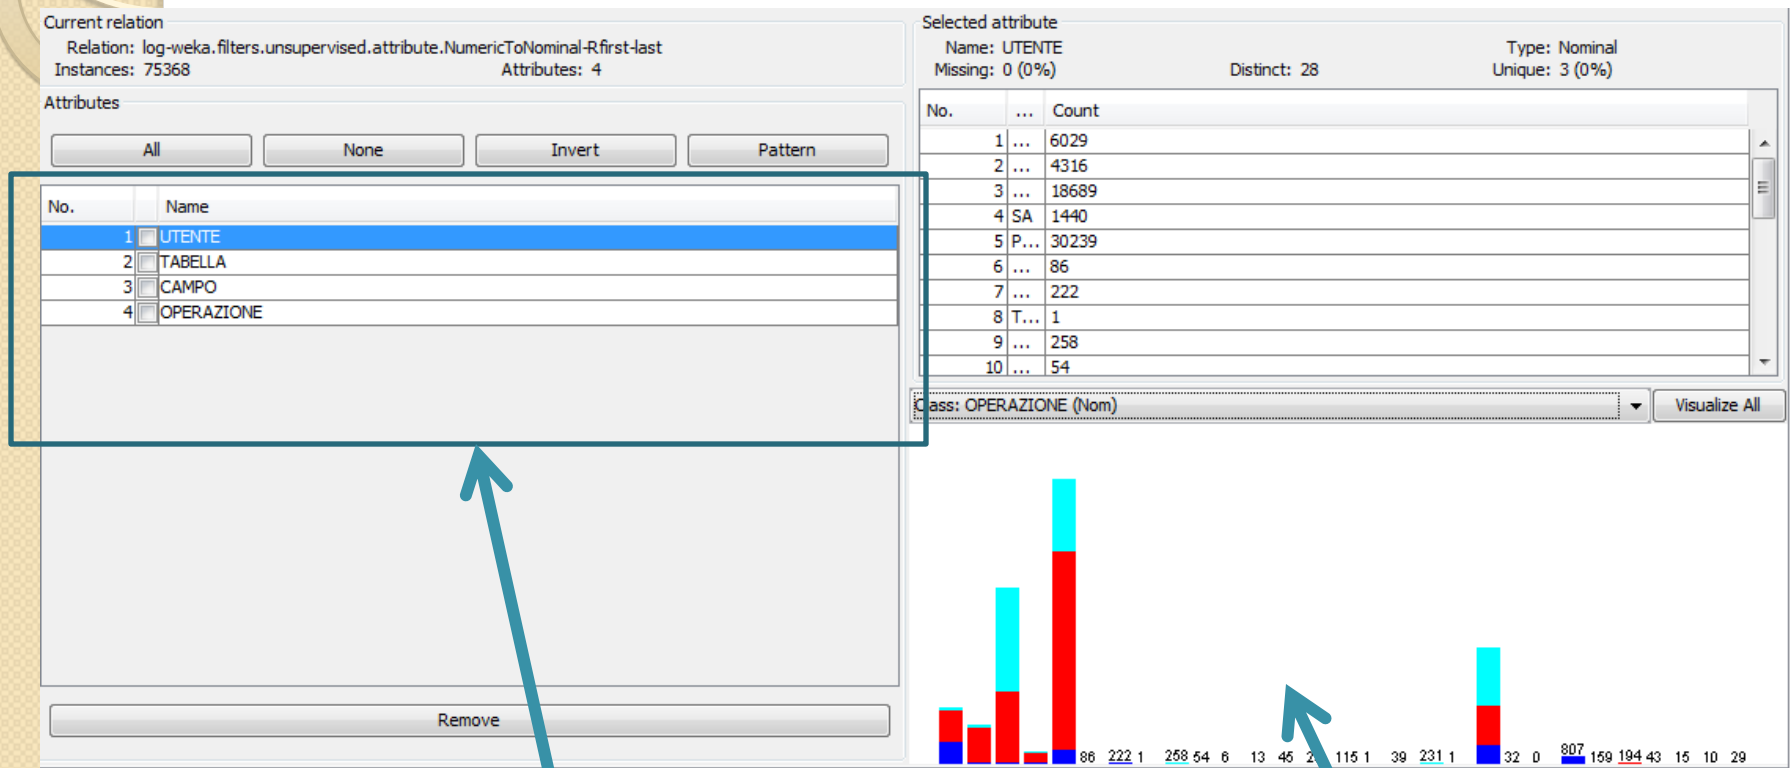 Current relation
Relation: log-weka.filters.unsupervised.attribute.NumericToNominal-Rfirst-last
Instances: 75368 Attributes: 4
Attributes
All None Invert Pattern
No. Name
1 UTENTE
2 TABELLA
3 CAMPO
4 OPERAZIONE
Remove
Selected attribute
Name: UTENTE Type: Nominal
Missing: 0 (0%) Distinct: 28 Unique: 3 (0%)
No. ... Count
1 ... 6029
2 ... 4316
3 ... 18689
4 SA 1440
5 P... 30239
6 ... 86
7 ... 222
8 T... 1
9 ... 258
10 ... 54
Class: OPERAZIONE (Nom) Visualize All
86 222 1 258 54 6 13 45 115 1 39 231 1 32 0 807 159 194 43 15 10 29